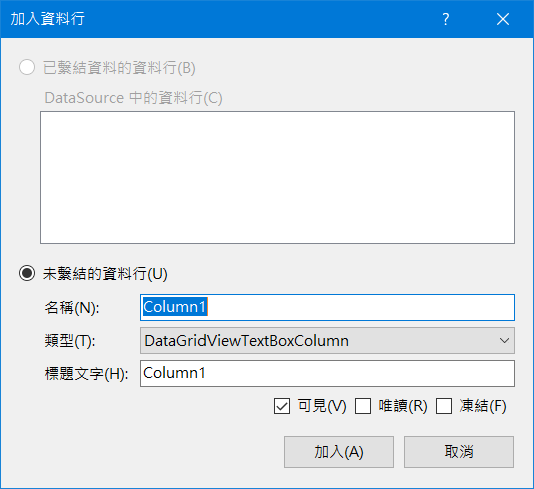 加入資料行 ?
已繫結資料的資料行(B)
DataSource 中的資料行(C)
未繫結的資料行(U)
名稱(N): Column1
類型(T): DataGridViewTextBoxColumn
標題文字(H): Column1
可見(V) 唯讀(R) 凍結(F)
加入(A) 取消